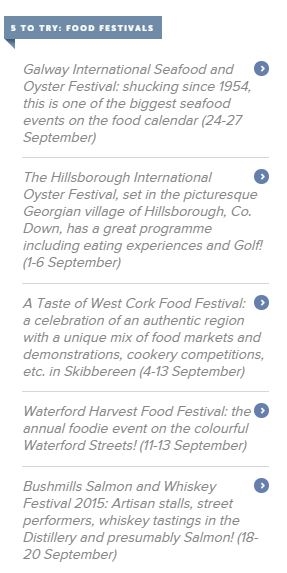 5 TO TRY: FOOD FESTIVALS
Galway International Seafood and
Oyster Festival: shucking since 1954,
this is one of the biggest seafood
events on the food calendar (24-27
September)
The Hillsborough International
Oyster Festival, set in the picturesque
Georgian village of Hillsborough, Co.
Down, has a great programme
including eating experiences and Golf!
(1-6 September)
A Taste of West Cork Food Festival:
a celebration of an authentic region
with a unique mix of food markets and
demonstrations, cookery competitions,
etc. in Skibbereen (4-13 September)
Waterford Harvest Food Festival: the
annual foodie event on the colourful
Waterford Streets! (11-13 September)
Bushmills Salmon and Whiskey
Festival 2015: Artisan stalls, street
performers, whiskey tastings in the
Distillery and presumably Salmon! (18-
20 September)